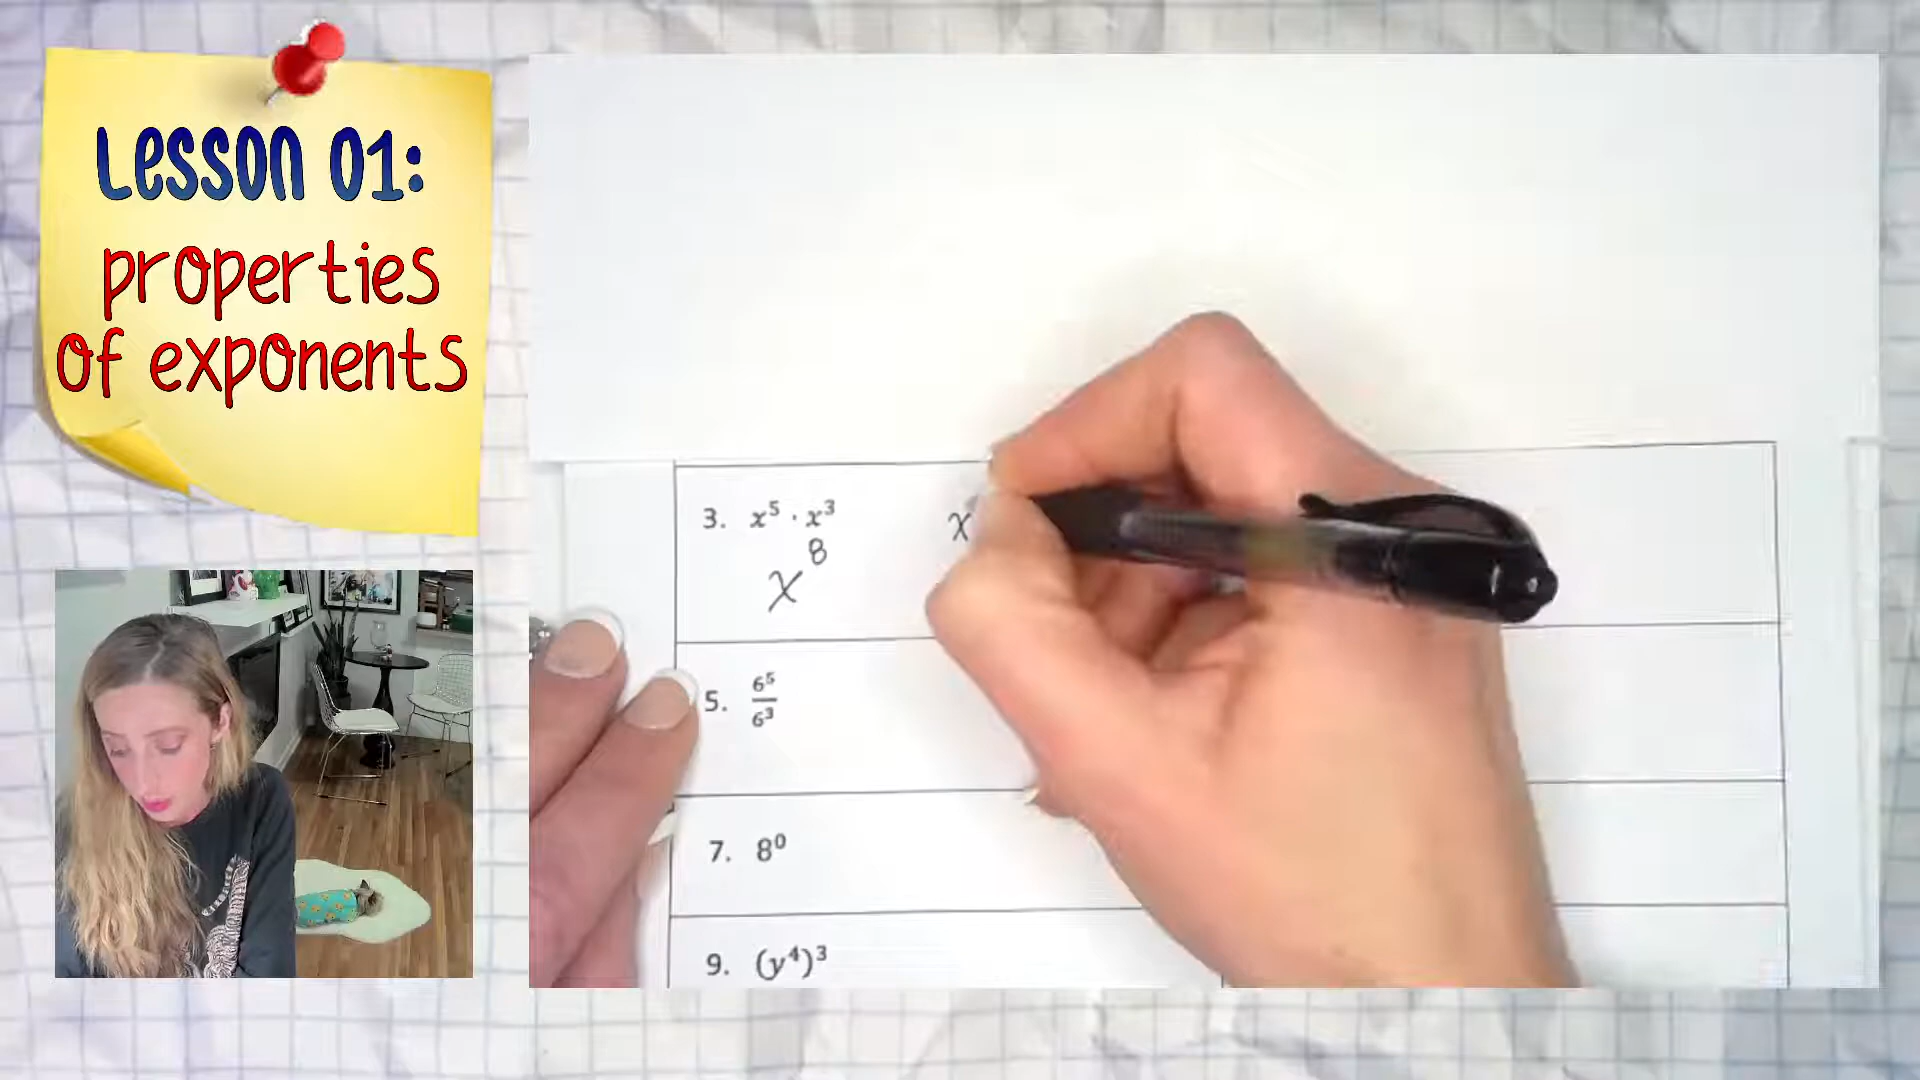 Lesson 01:
properties
of exponents
3. x⁵ · x³
x⁸
x
5. 6⁵/6³
7. 8⁰
9. (y⁴)³